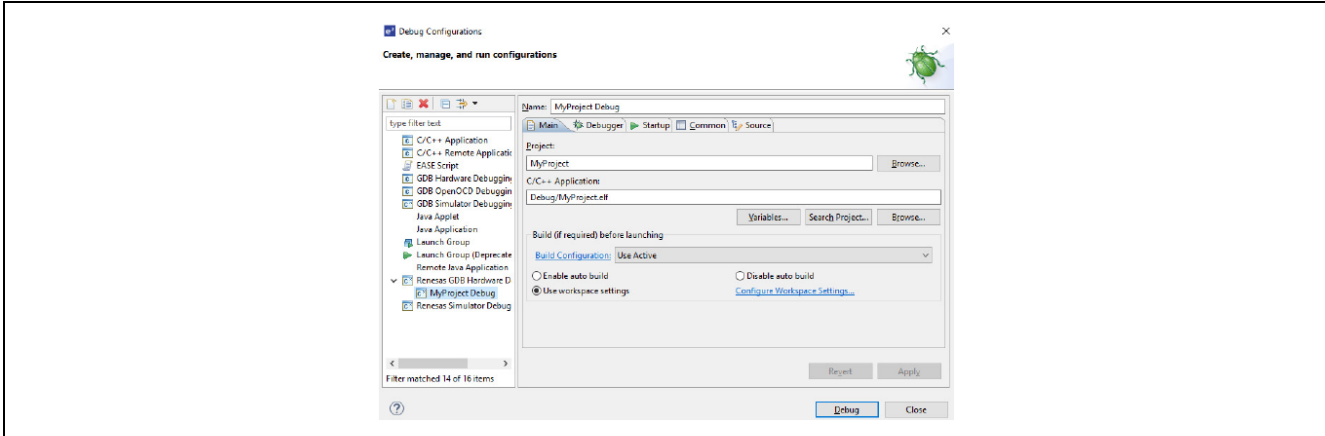 Debug Configurations
Create, manage, and run configurations
Name: MyProject Debug
type filter text
Main Debugger Startup Common Source
C/C++ Application
C/C++ Remote Applicatic
EASE Script
GDB Hardware Debugging
GDB OpenOCD Debuggin
GDB Simulator Debugging
Java Applet
Java Application
Launch Group
Launch Group (Deprecate
Remote Java Application
Renesas GDB Hardware D
MyProject Debug
Renesas Simulator Debug
Filter matched 14 of 16 items
Project:
MyProject
Browse...
C/C++ Application:
Debug/MyProject.elf
Variables... Search Project... Browse...
Build (if required) before launching
Build Configuration: Use Active
Enable auto build Disable auto build
Use workspace settings Configure Workspace Settings...
Revert Apply
Debug Close